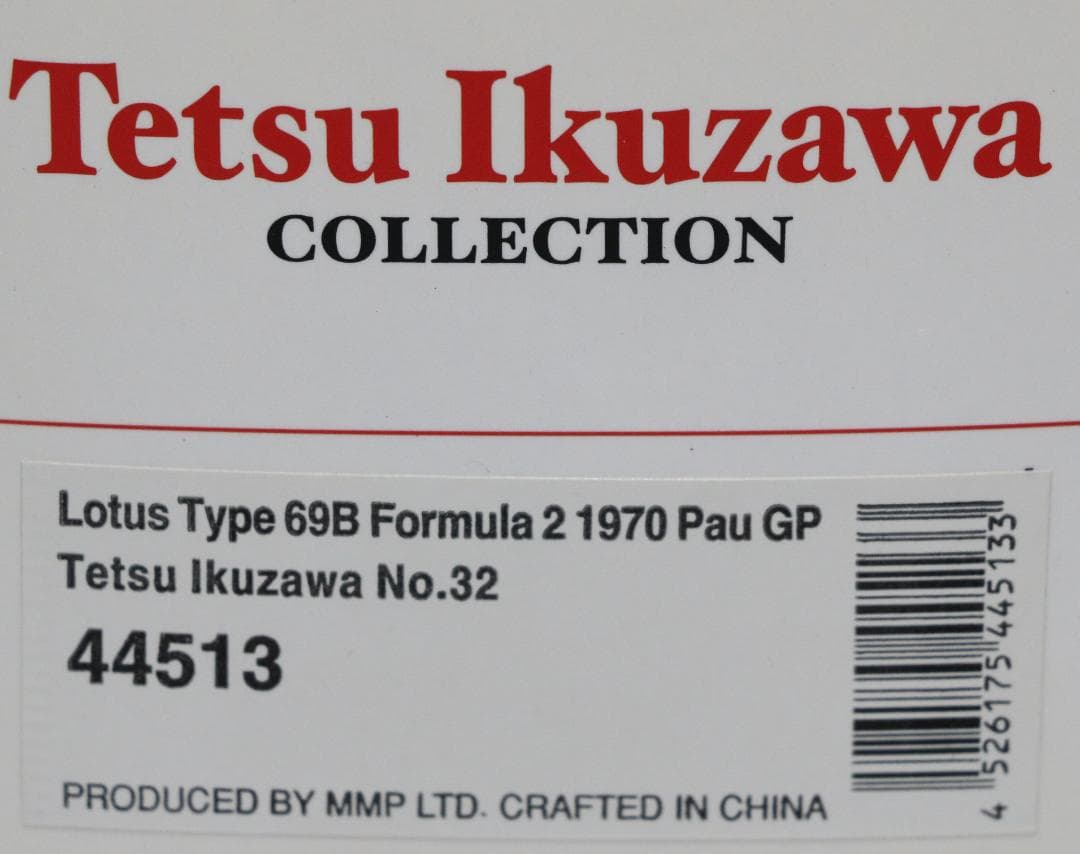 Tetsu Ikuzawa
COLLECTION
Lotus Type 69B Formula 2 1970 Pau GP
Tetsu Ikuzawa No.32
44513
PRODUCED BY MMP LTD. CRAFTED IN CHINA
4 526175 445133